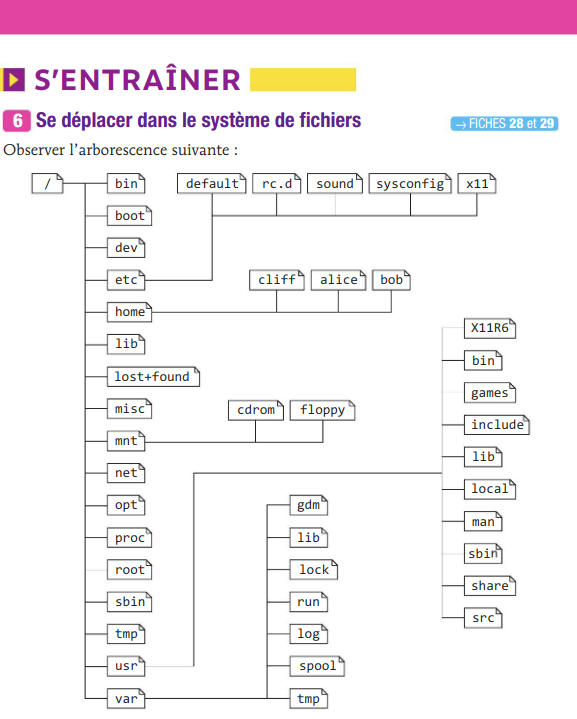 S'ENTRAÎNER
6 Se déplacer dans le système de fichiers
→ FICHES 28 et 29
Observer l'arborescence suivante :
/ bin default rc.d sound sysconfig x11
boot
dev
etc cliff alice bob
home
X11R6
lib
bin
lost+found
games
misc cdrom floppy
include
mnt
lib
net
local
opt gdm
man
proc lib
sbin
root lock
share
sbin run
src
tmp log
usr spool
var tmp